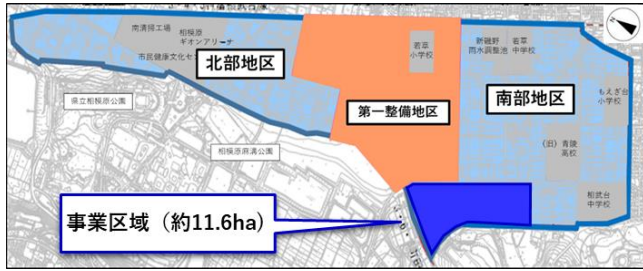 南清掃工場
相模原
ギオンアリーナ
市民健康文化セ
北部地区
県立相模原公園
相模原麻溝公園
若草
小学校
第一整備地区
新磯野
雨水調整池
若草
中学校
南部地区
もえぎ台
小学校
(旧)青陵
高校
相武台
中学校
事業区域（約11.6ha）